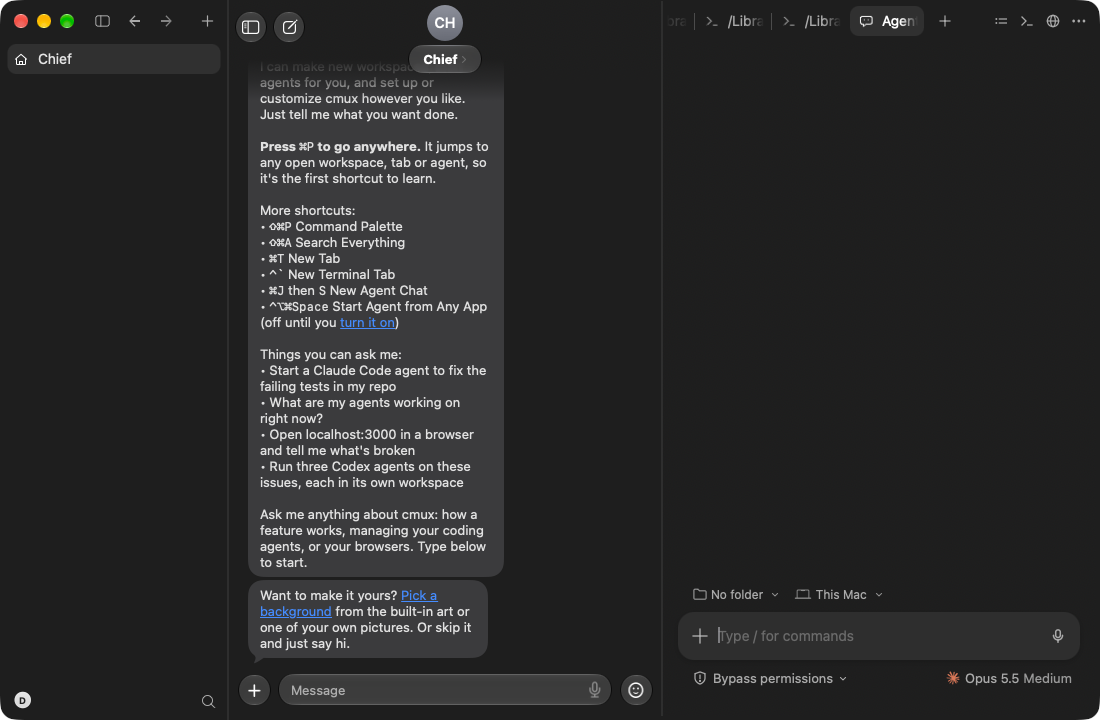 Chief
CH
Chief
I can make new
agents for you, and set up or
customize cmux however you like.
Just tell me what you want done.
Press ⌘P to go anywhere. It jumps to
any open workspace, tab or agent, so
it's the first shortcut to learn.
More shortcuts:
• ⇧⌘P Command Palette
• ⇧⌘A Search Everything
• ⌘T New Tab
• ^` New Terminal Tab
• ⌘J then S New Agent Chat
• ^⌥⌘Space Start Agent from Any App
(off until you turn it on)
Things you can ask me:
• Start a Claude Code agent to fix the
failing tests in my repo
• What are my agents working on
right now?
• Open localhost:3000 in a browser
and tell me what's broken
• Run three Codex agents on these
issues, each in its own workspace
Ask me anything about cmux: how a
feature works, managing your coding
agents, or your browsers. Type below
to start.
Want to make it yours? Pick a
background from the built-in art or
one of your own pictures. Or skip it
and just say hi.
Message
D
/Libra
/Libra
Agen
No folder
This Mac
Type / for commands
Bypass permissions
Opus 5.5 Medium